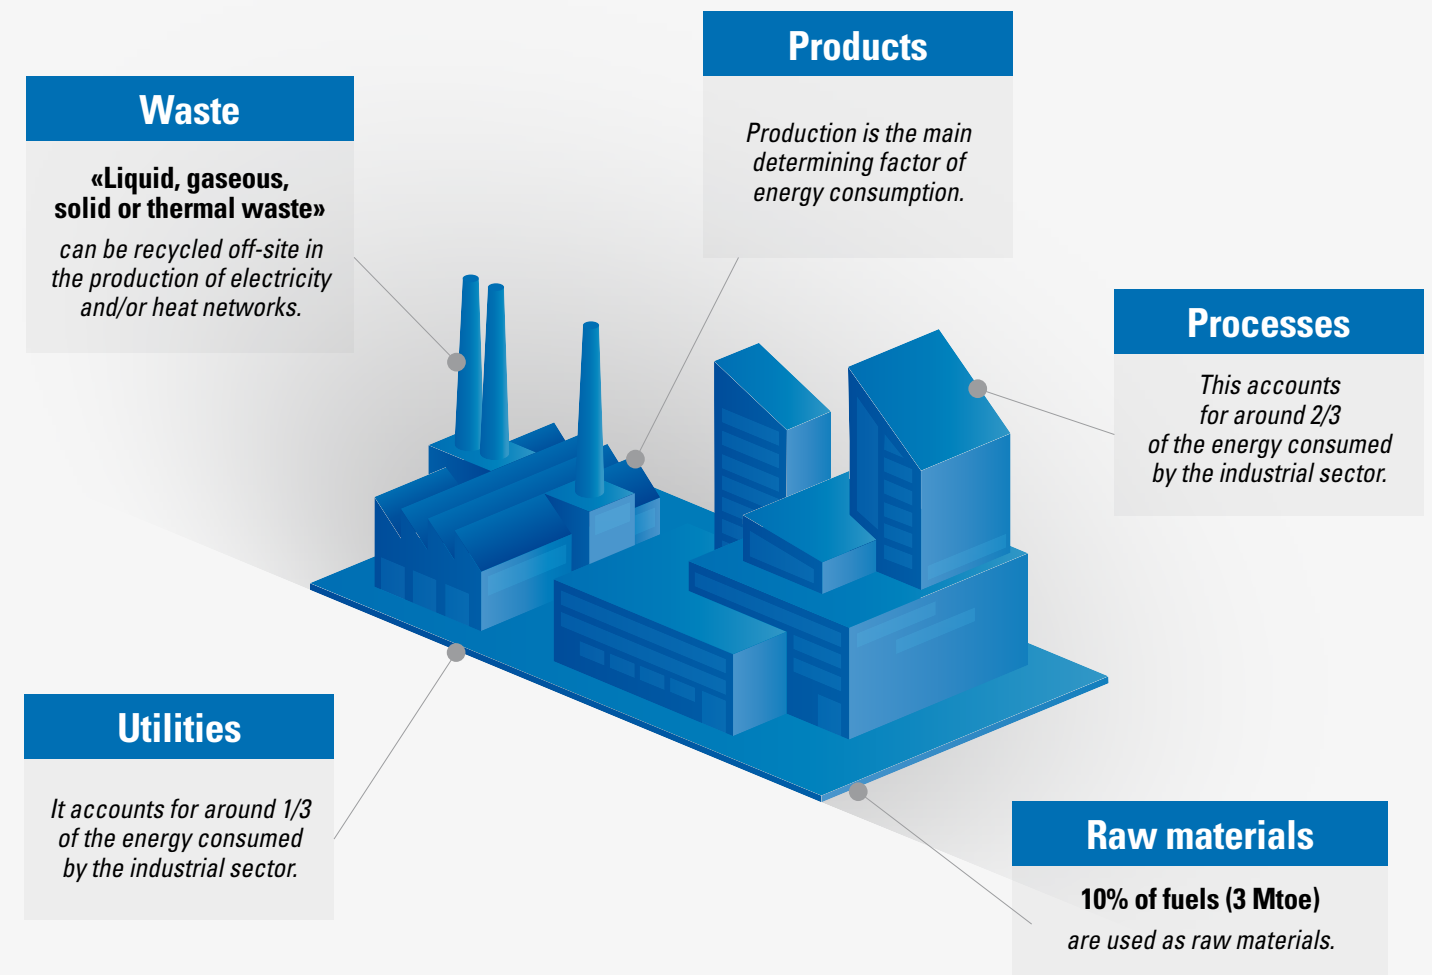 Products
Production is the main
determining factor of
energy consumption.
Waste
«Liquid, gaseous,
solid or thermal waste»
can be recycled off-site in
the production of electricity
and/or heat networks.
Processes
This accounts
for around 2/3
of the energy consumed
by the industrial sector.
Utilities
It accounts for around 1/3
of the energy consumed
by the industrial sector.
Raw materials
10% of fuels (3 Mtoe)
are used as raw materials.